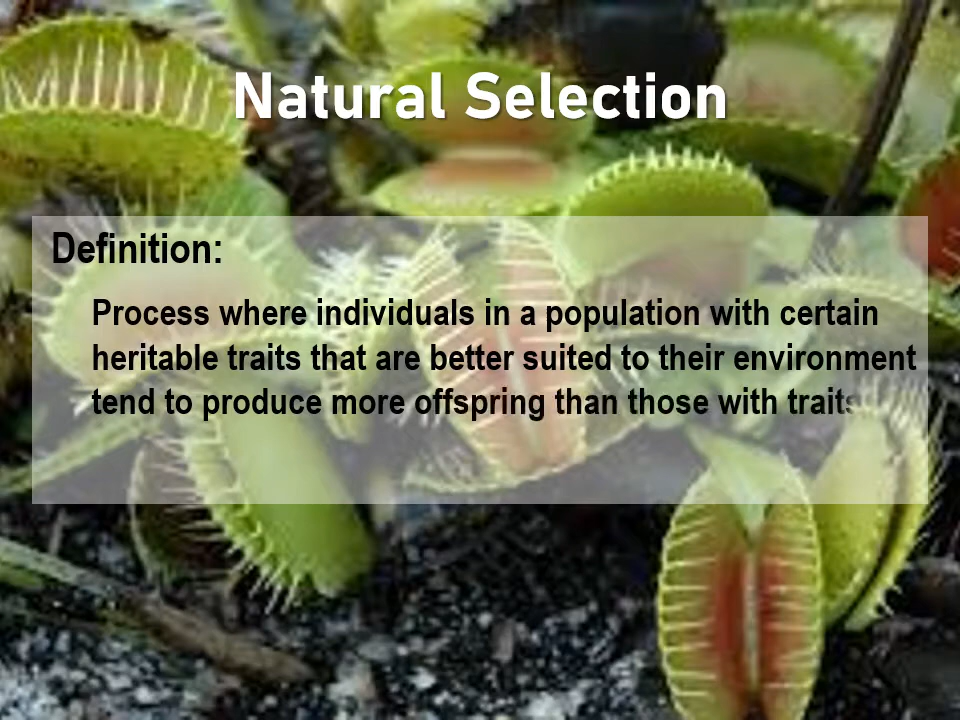 Natural Selection
Definition:
Process where individuals in a population with certain
heritable traits that are better suited to their environment
tend to produce more offspring than those with traits